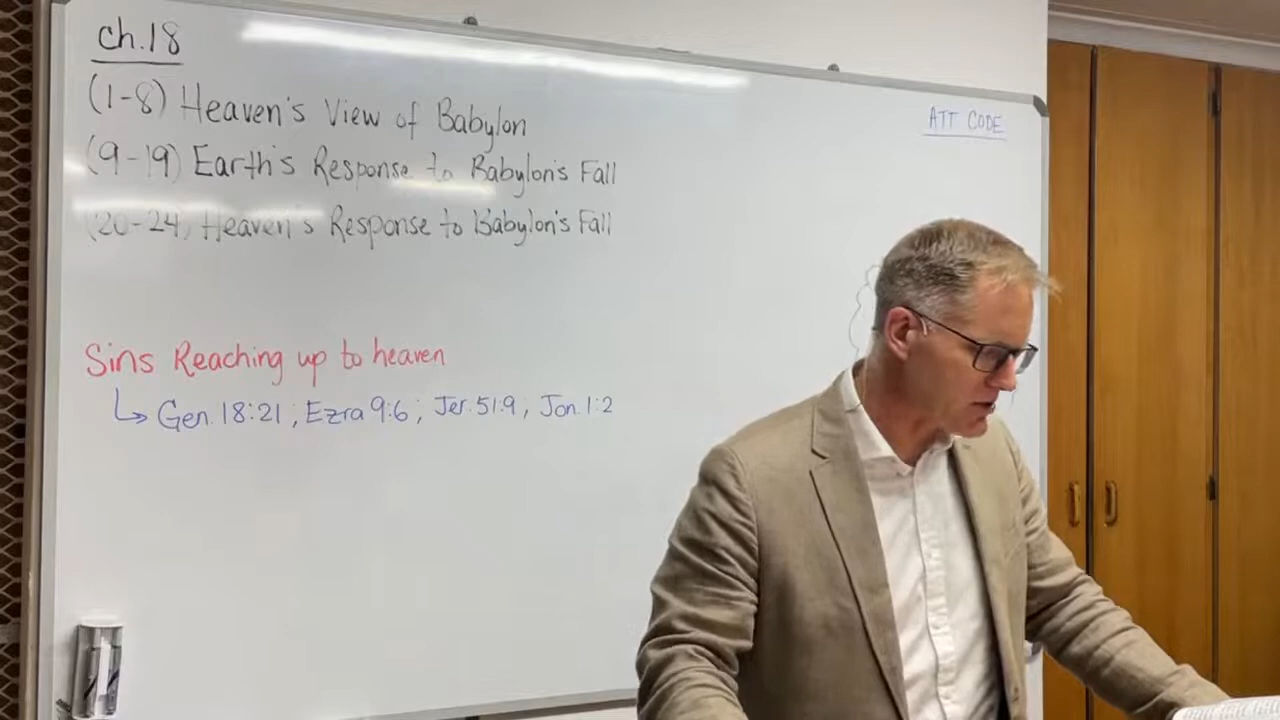 ch.18
(1-8) Heaven's View of Babylon
ATT CODE
(9-19) Earth's Response to Babylon's Fall
(20-24) Heaven's Response to Babylon's Fall
Sins Reaching up to heaven
↳ Gen. 18:21; Ezra 9:6; Jer. 51:9, Jon. 1:2